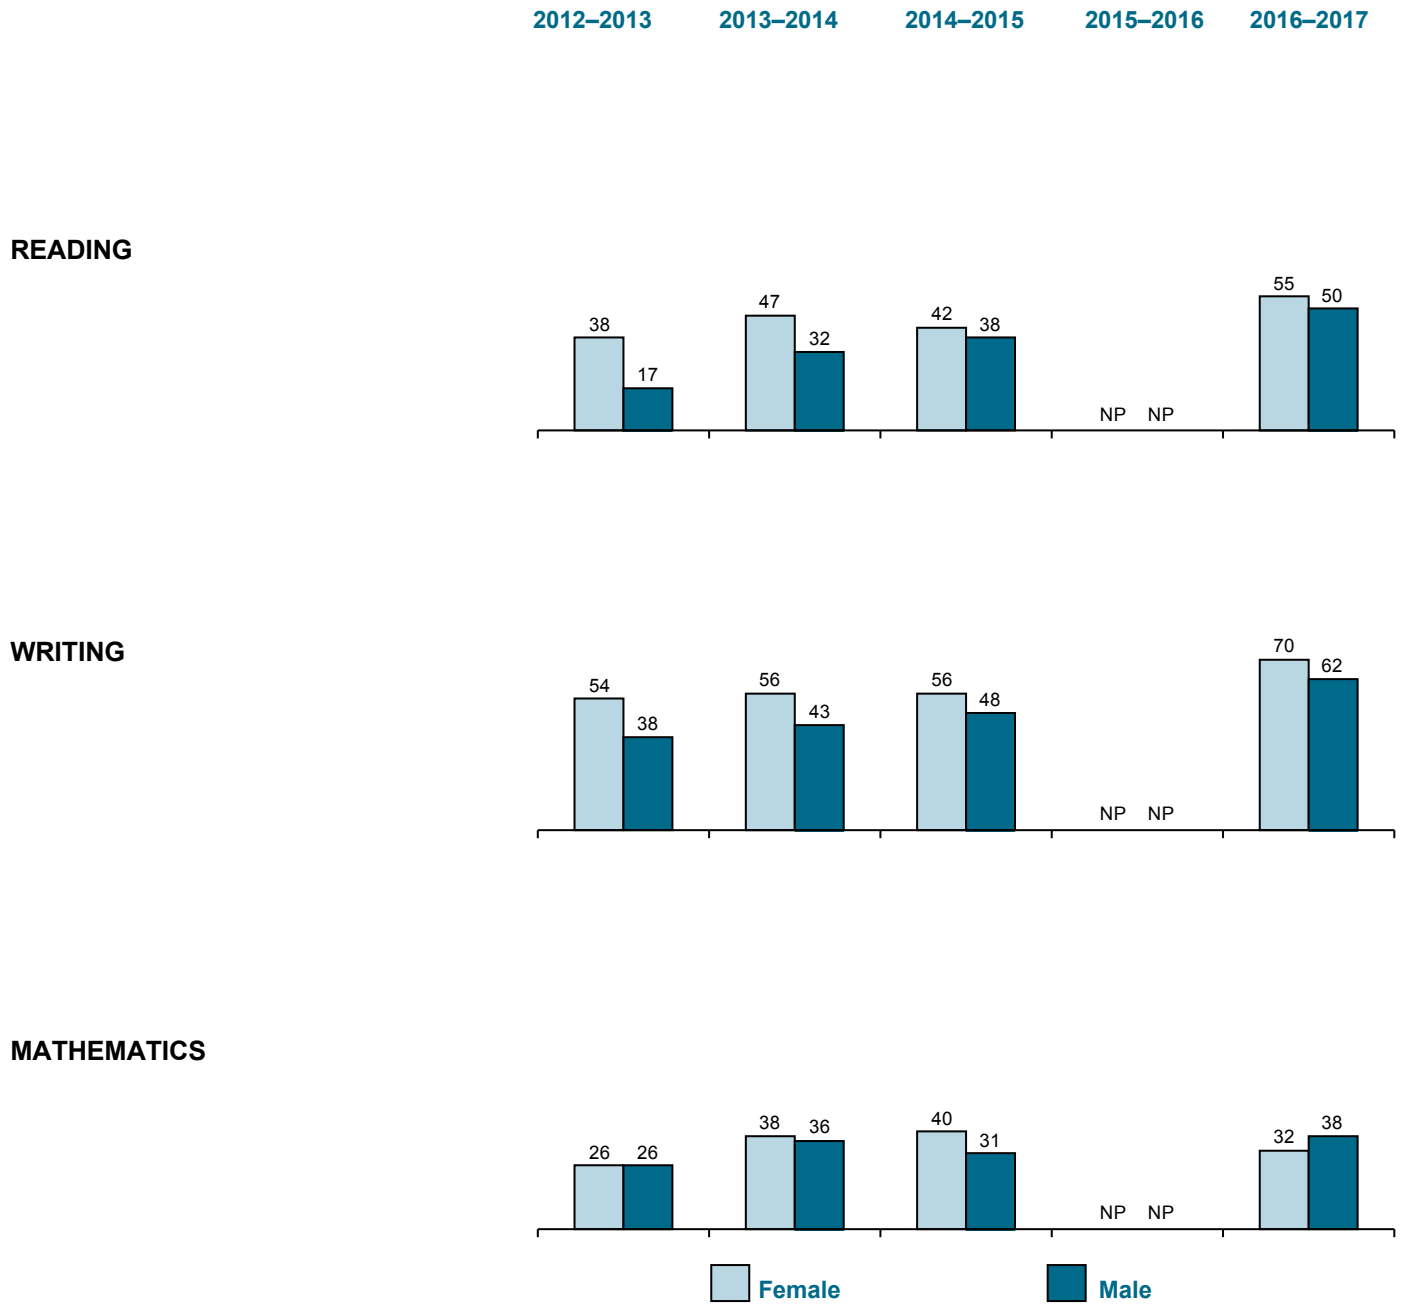 2012–2013 2013–2014 2014–2015 2015–2016 2016–2017
READING
38 17 47 32 42 38 NP NP 55 50
WRITING
54 38 56 43 56 48 NP NP 70 62
MATHEMATICS
26 26 38 36 40 31 NP NP 32 38
Female Male